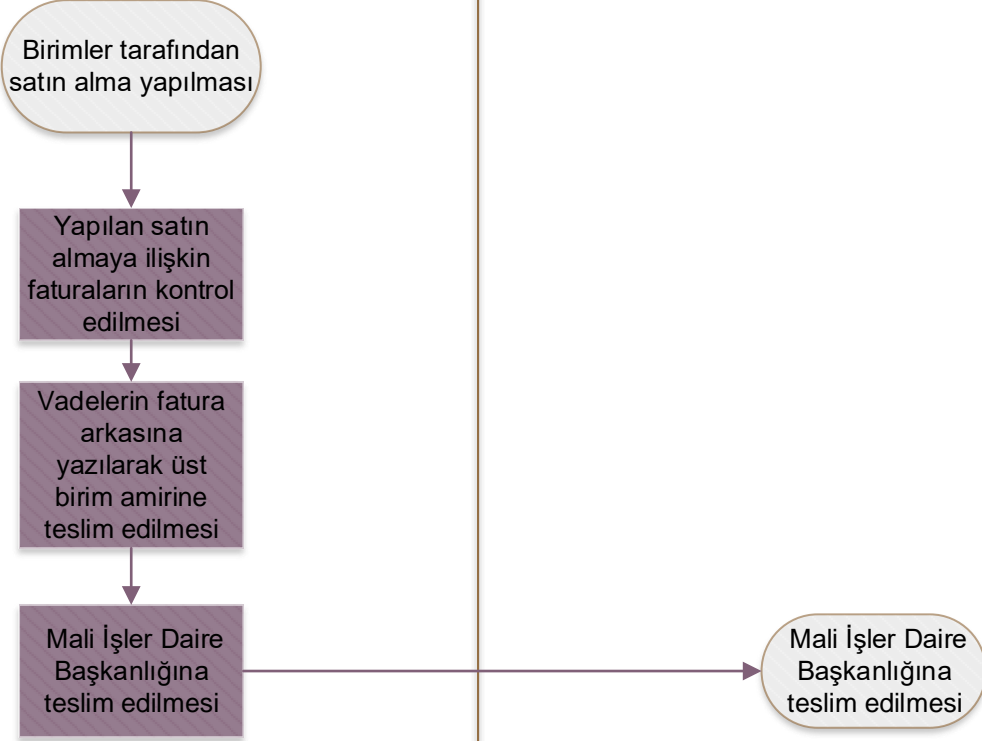 Birimler tarafından
satın alma yapılması
Yapılan satın
almaya ilişkin
faturaların kontrol
edilmesi
Vadelerin fatura
arkasına
yazılarak üst
birim amirine
teslim edilmesi
Mali İşler Daire
Başkanlığına
teslim edilmesi
Mali İşler Daire
Başkanlığına
teslim edilmesi